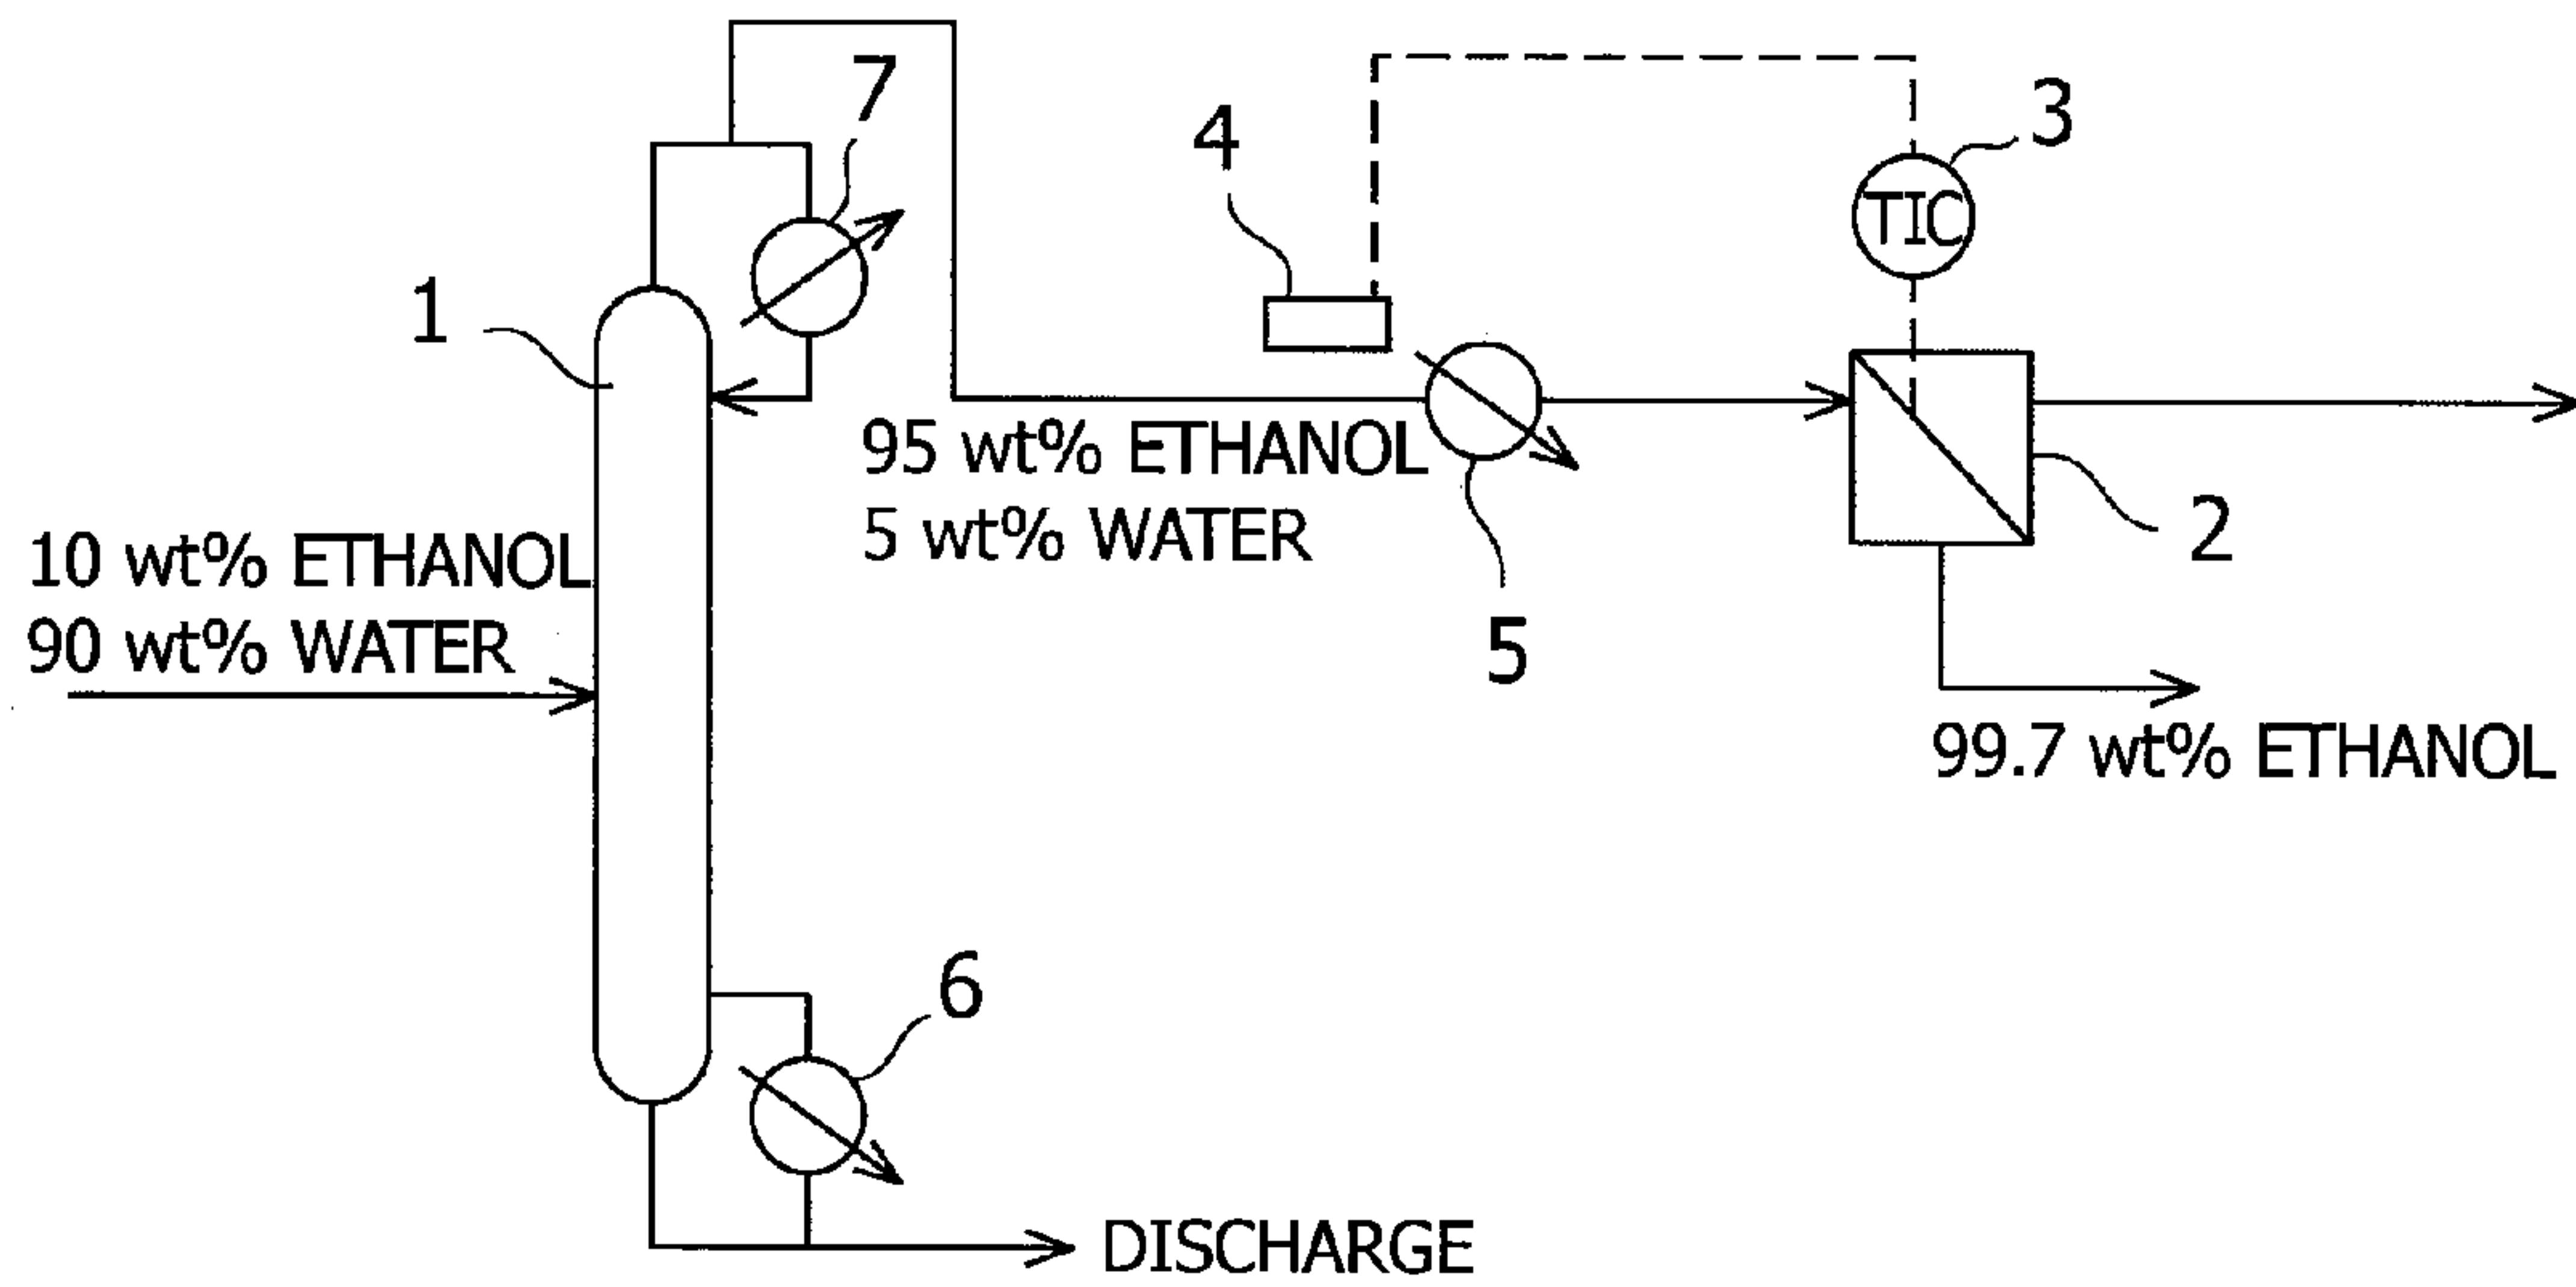 7
4
3
TIC
1
95 wt% ETHANOL
5 wt% WATER
2
10 wt% ETHANOL
90 wt% WATER
5
99.7 wt% ETHANOL
6
DISCHARGE